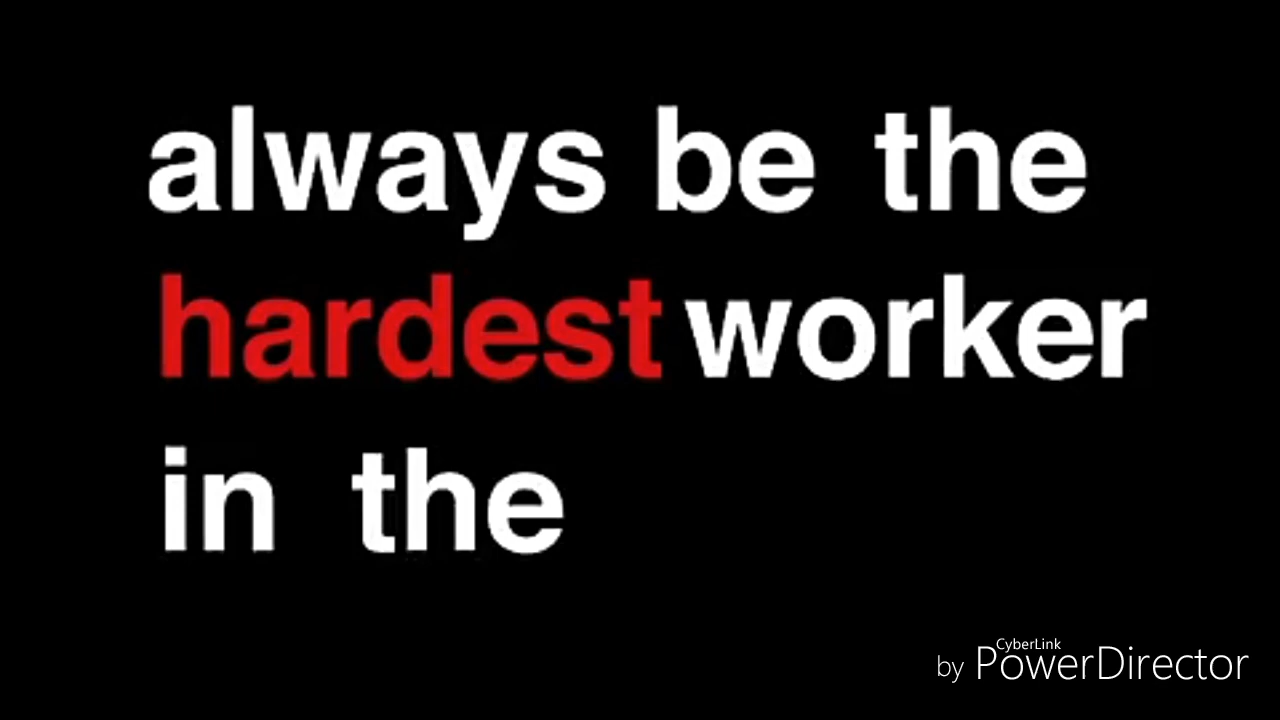 always be the
hardest worker
in the
CyberLink
by PowerDirector